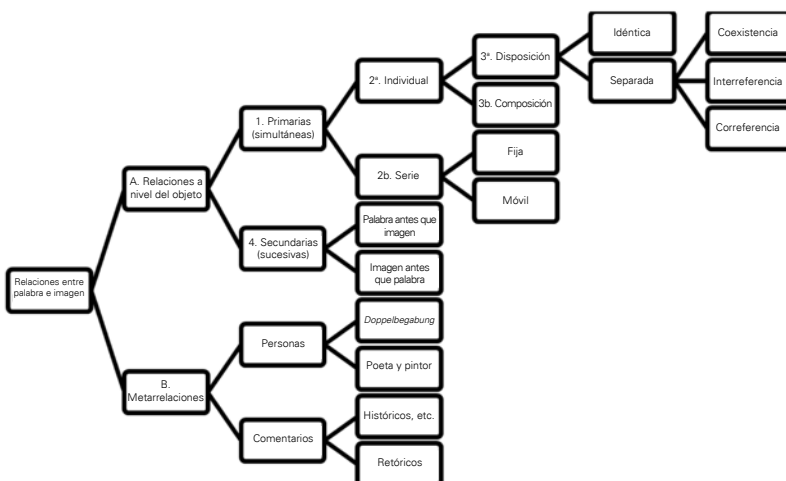 Relaciones entre
palabra e imagen
A. Relaciones a
nivel del objeto
B.
Metarrelaciones
1. Primarias
(simultáneas)
4. Secundarias
(sucesivas)
Personas
Comentarios
2ª. Individual
2b. Serie
Palabra antes que
imagen
Imagen antes
que palabra
Doppelbegabung
Poeta y pintor
Históricos, etc.
Retóricos
3ª. Disposición
3b. Composición
Fija
Móvil
Idéntica
Separada
Coexistencia
Interreferencia
Correferencia